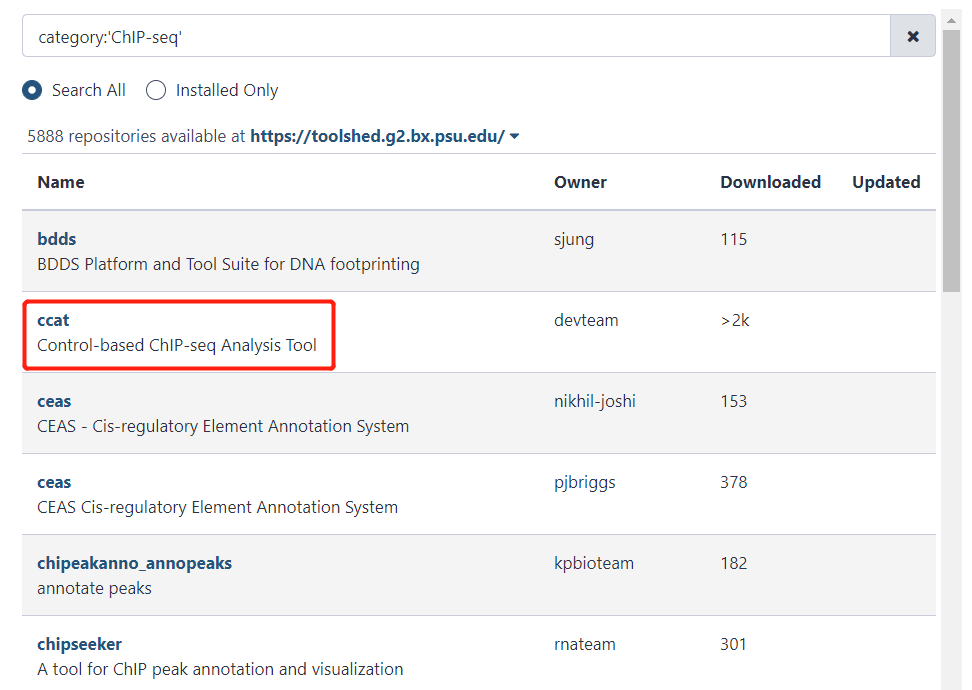 category:'ChIP-seq'
Search All Installed Only
5888 repositories available at https://toolshed.g2.bx.psu.edu/
Name Owner Downloaded Updated
bdds sjung 115
BDDS Platform and Tool Suite for DNA footprinting
ccat devteam >2k
Control-based ChIP-seq Analysis Tool
ceas nikhil-joshi 153
CEAS - Cis-regulatory Element Annotation System
ceas pjbriggs 378
CEAS Cis-regulatory Element Annotation System
chipeakanno_annopeaks kpbioteam 182
annotate peaks
chipseeker rnateam 301
A tool for ChIP peak annotation and visualization